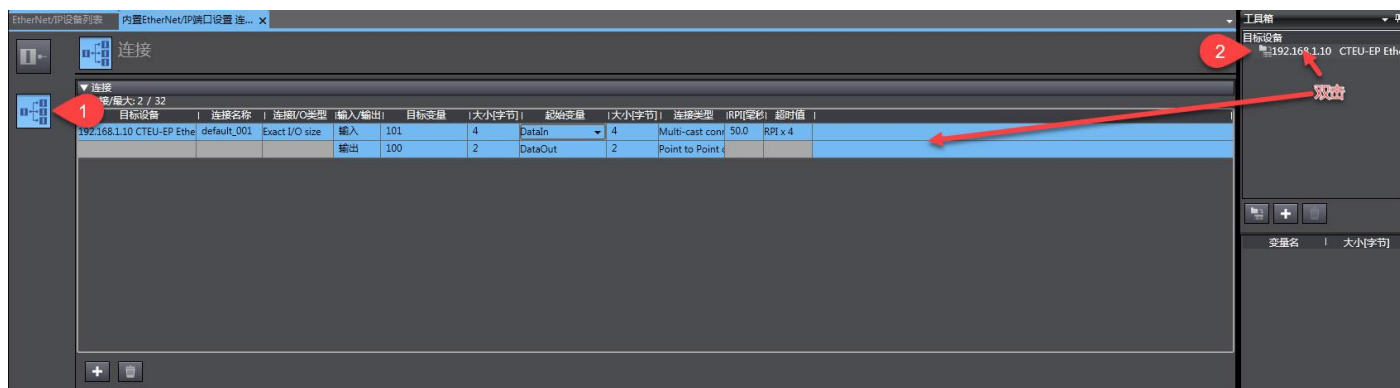 EtherNet/IP设备列表 内置EtherNet/IP端口设置 连... x
工具箱
目标设备
192.168.1.10 CTEU-EP Ethe
2
双击
连接
1
▼连接
接/最大: 2 / 32
目标设备 连接名称 连接I/O类型 输入/输出 目标变量 大小[字节] 起始变量 大小[字节] 连接类型 RPI[毫秒] 超时值
192.168.1.10 CTEU-EP Ethe default_001 Exact I/O size 输入 101 4 DataIn 4 Multi-cast conn 50.0 RPI x 4
输出 100 2 DataOut 2 Point to Point c
变量名 大小[字节]